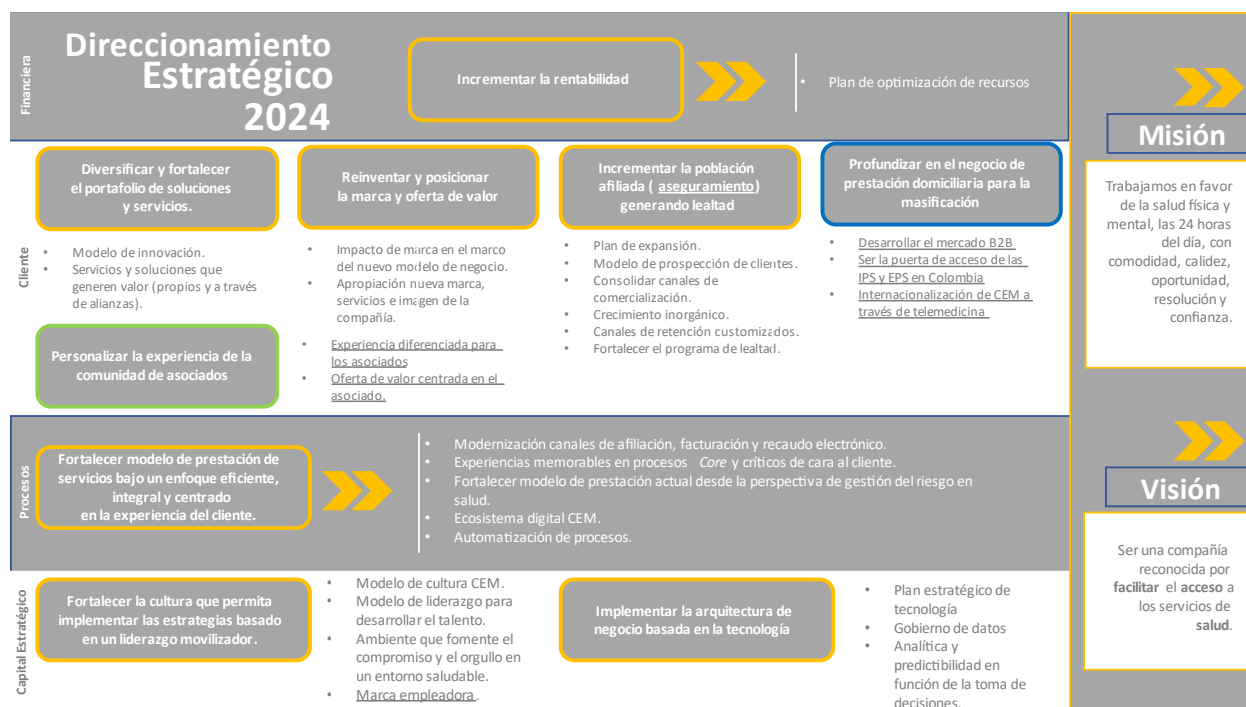 Financiera
Direccionamiento
Estratégico
2024
Incrementar la rentabilidad
• Plan de optimización de recursos
Cliente
Diversificar y fortalecer
el portafolio de soluciones
y servicios.
• Modelo de innovación.
• Servicios y soluciones que
generen valor (propios y a través
de alianzas).
Personalizar la experiencia de la
comunidad de asociados
Reinventar y posicionar
la marca y oferta de valor
• Impacto de marca en el marco
del nuevo modelo de negocio.
• Apropiación nueva marca,
servicios e imagen de la
compañía.
• Experiencia diferenciada para
los asociados
• Oferta de valor centrada en el
asociado.
Incrementar la población
afiliada ( aseguramiento)
generando lealtad
• Plan de expansión.
• Modelo de prospección de clientes.
• Consolidar canales de
comercialización.
• Crecimiento inorgánico.
• Canales de retención customizados.
• Fortalecer el programa de lealtad.
Profundizar en el negocio de
prestación domiciliaria para la
masificación
• Desarrollar el mercado B2B
• Ser la puerta de acceso de las
IPS y EPS en Colombia
• Internacionalización de CEM a
través de telemedicina
Procesos
Fortalecer modelo de prestación de
servicios bajo un enfoque eficiente,
integral y centrado
en la experiencia del cliente.
• Modernización canales de afiliación, facturación y recaudo electrónico.
• Experiencias memorables en procesos Core y críticos de cara al cliente.
• Fortalecer modelo de prestación actual desde la perspectiva de gestión del riesgo en
salud.
• Ecosistema digital CEM.
• Automatización de procesos.
Capital Estratégico
Fortalecer la cultura que permita
implementar las estrategias basado
en un liderazgo movilizador.
• Modelo de cultura CEM.
• Modelo de liderazgo para
desarrollar el talento.
• Ambiente que fomente el
compromiso y el orgullo en
un entorno saludable.
• Marca empleadora.
Implementar la arquitectura de
negocio basada en la tecnología
• Plan estratégico de
tecnología
• Gobierno de datos
• Analítica y
predictibilidad en
función de la toma de
decisiones.
Misión
Trabajamos en favor
de la salud física y
mental, las 24 horas
del día, con
comodidad, calidez,
oportunidad,
resolución y
confianza.
Visión
Ser una compañía
reconocida por
facilitar el acceso a
los servicios de
salud.